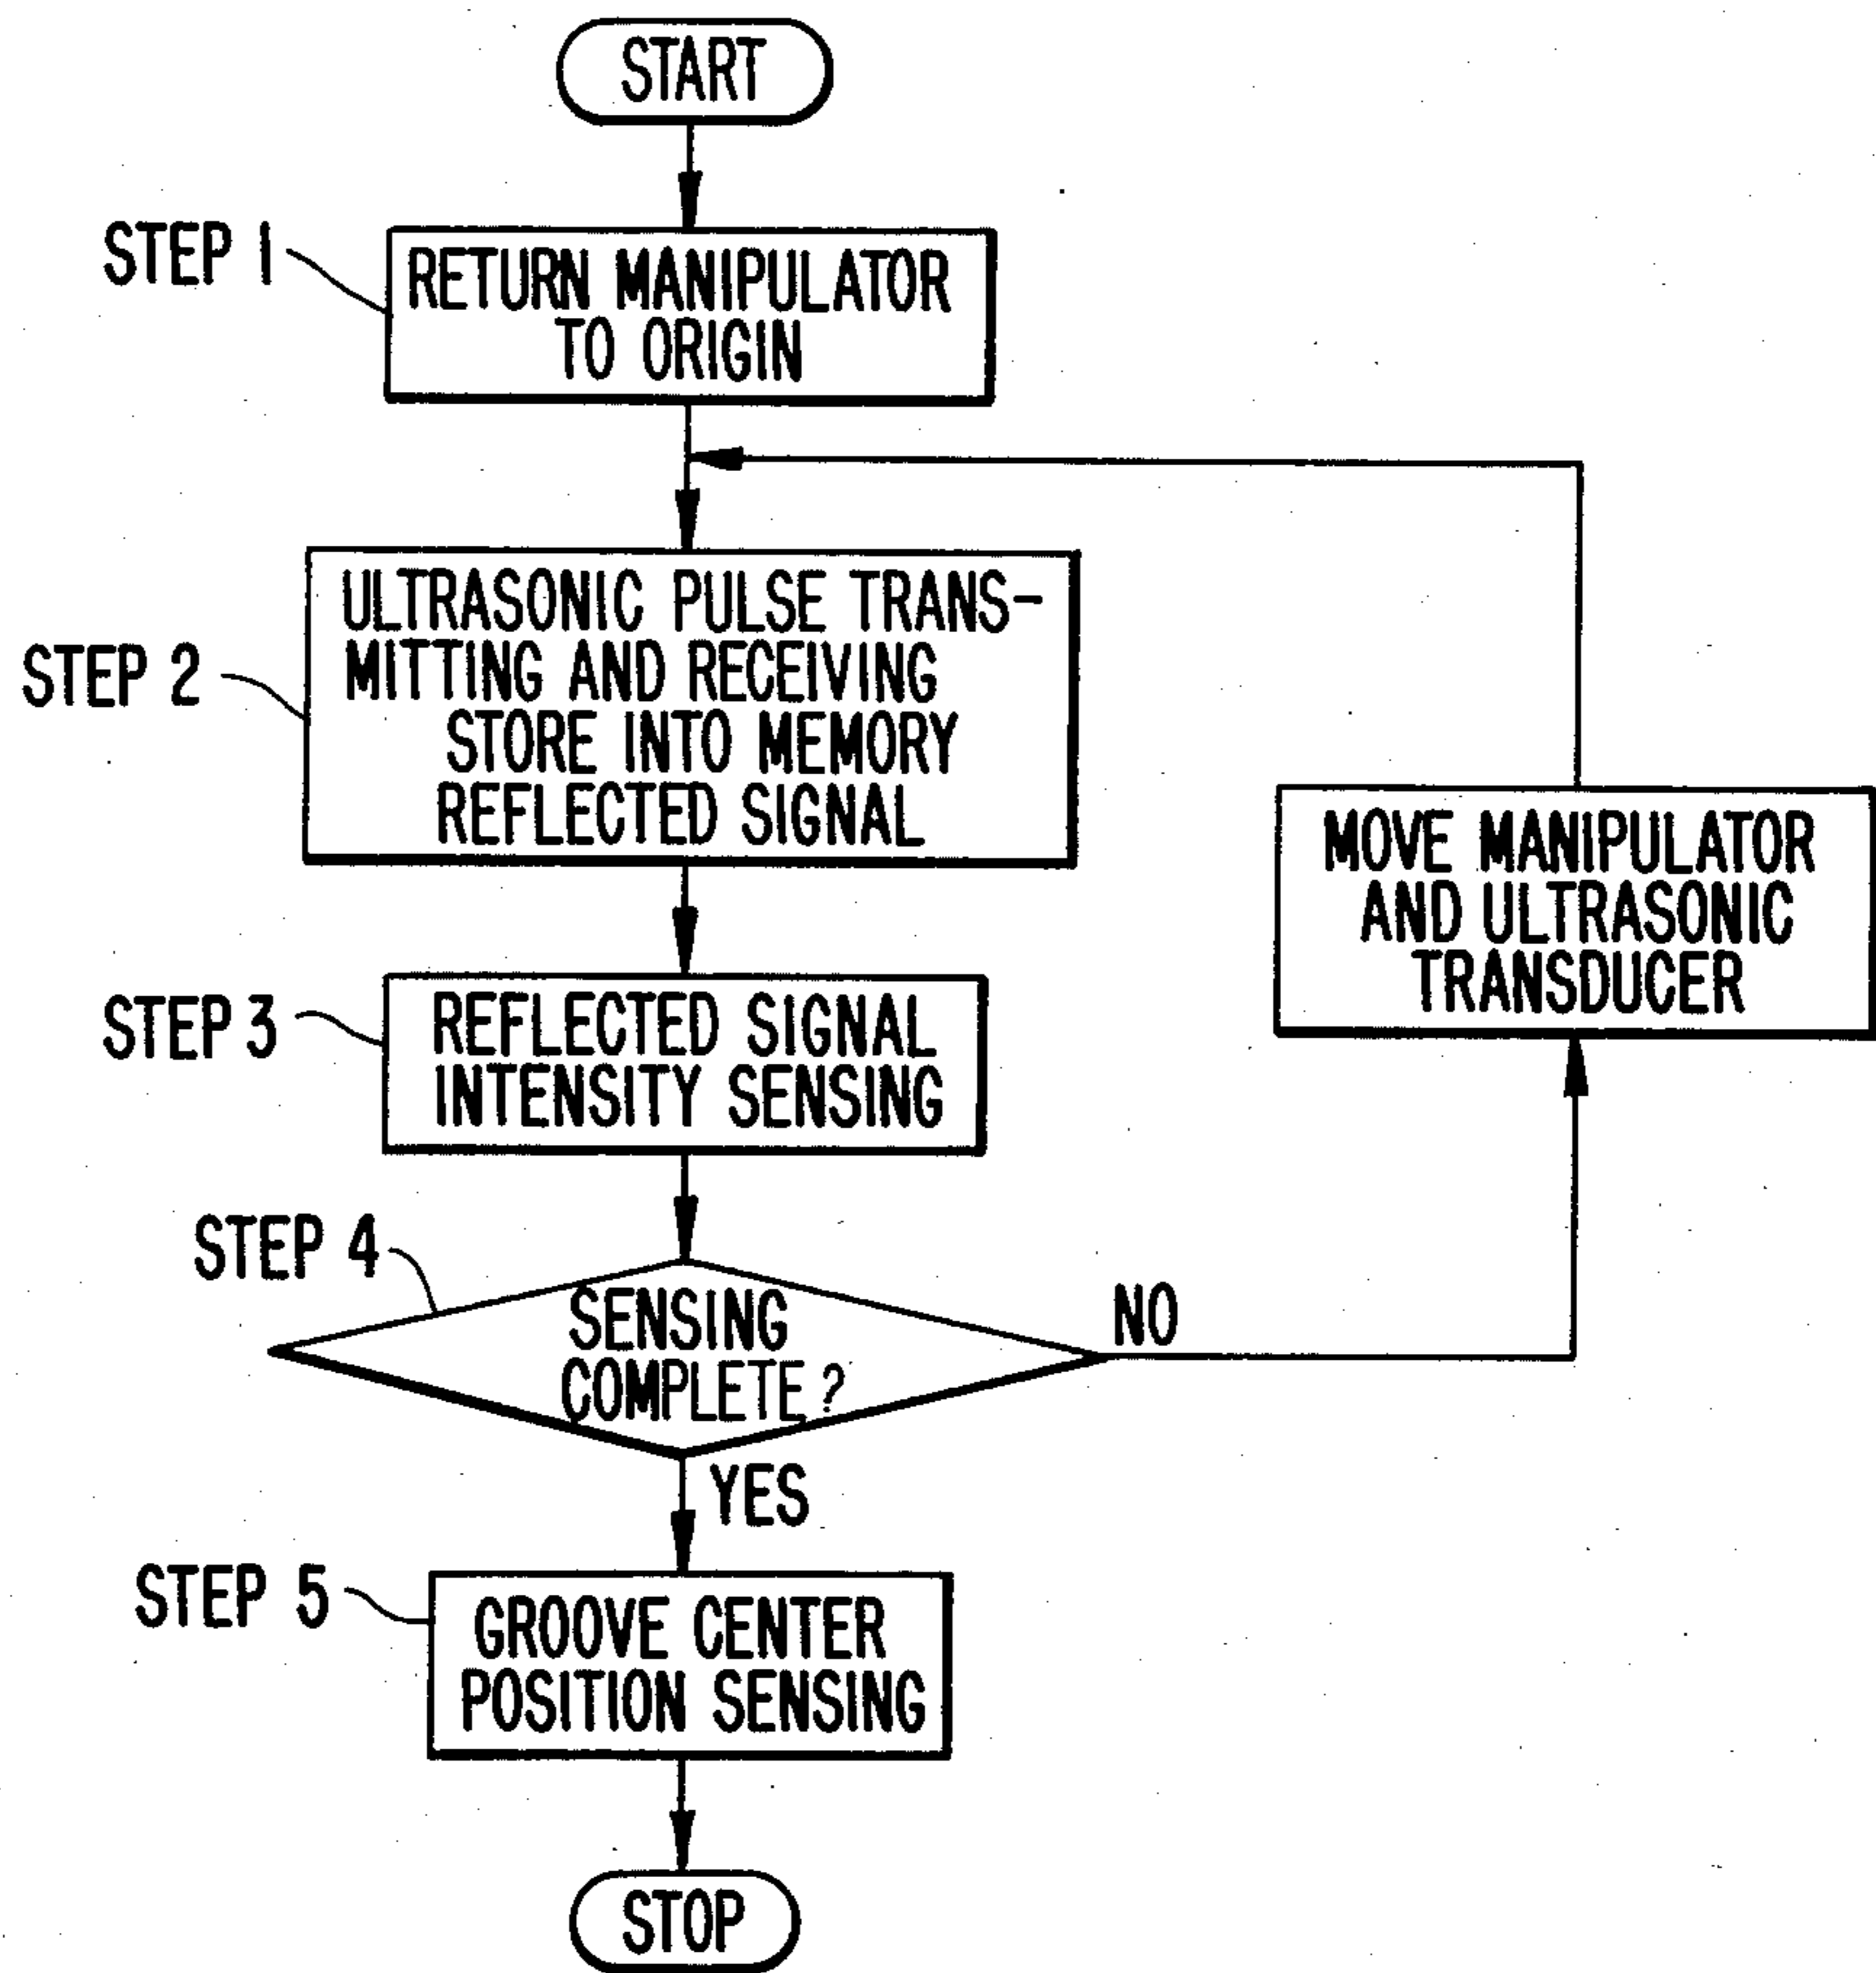 START
STEP 1
RETURN MANIPULATOR
TO ORIGIN
STEP 2
ULTRASONIC PULSE TRANS-
MITTING AND RECEIVING
STORE INTO MEMORY
REFLECTED SIGNAL
MOVE MANIPULATOR
AND ULTRASONIC
TRANSDUCER
STEP 3
REFLECTED SIGNAL
INTENSITY SENSING
STEP 4
SENSING
COMPLETE?
NO
YES
STEP 5
GROOVE CENTER
POSITION SENSING
STOP